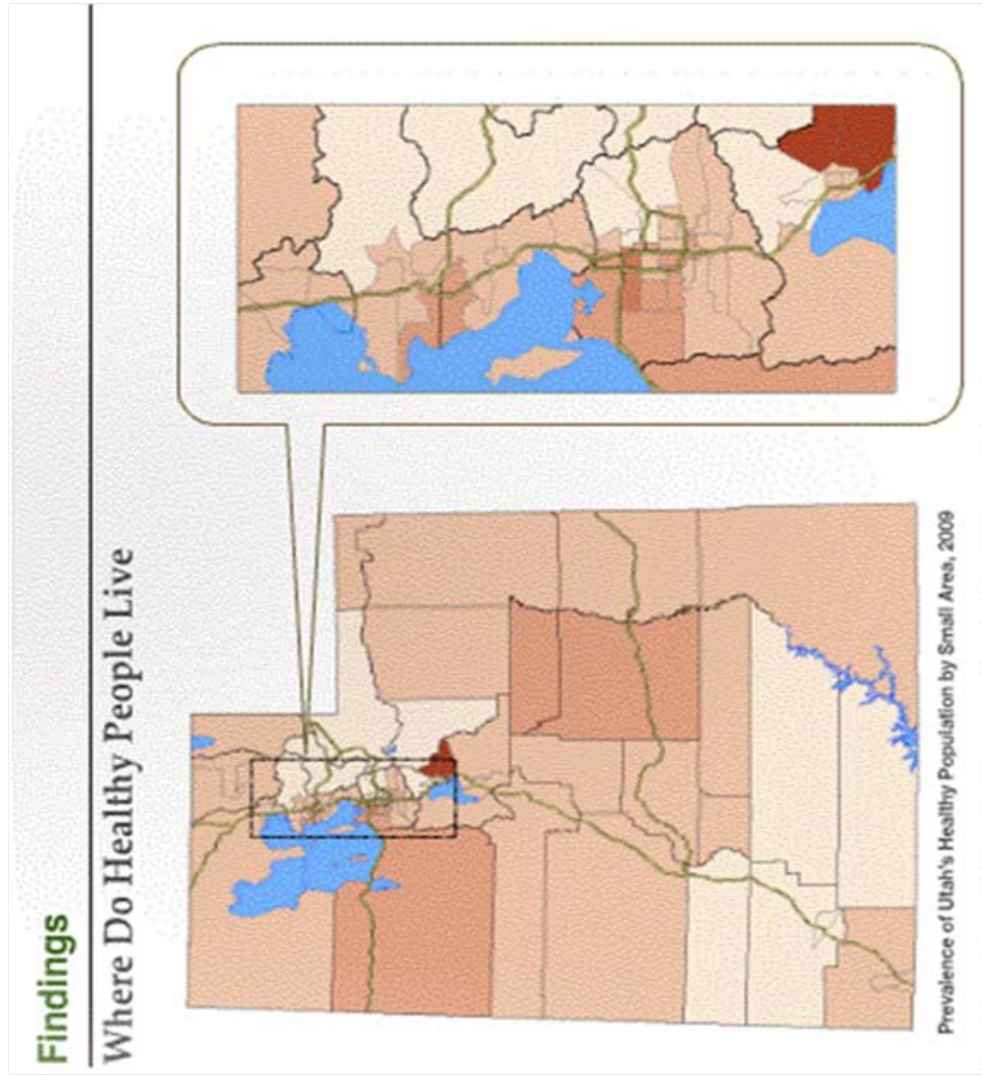 Findings
Where Do Healthy People Live
Prevalence of Utah's Healthy Population by Small Area, 2009